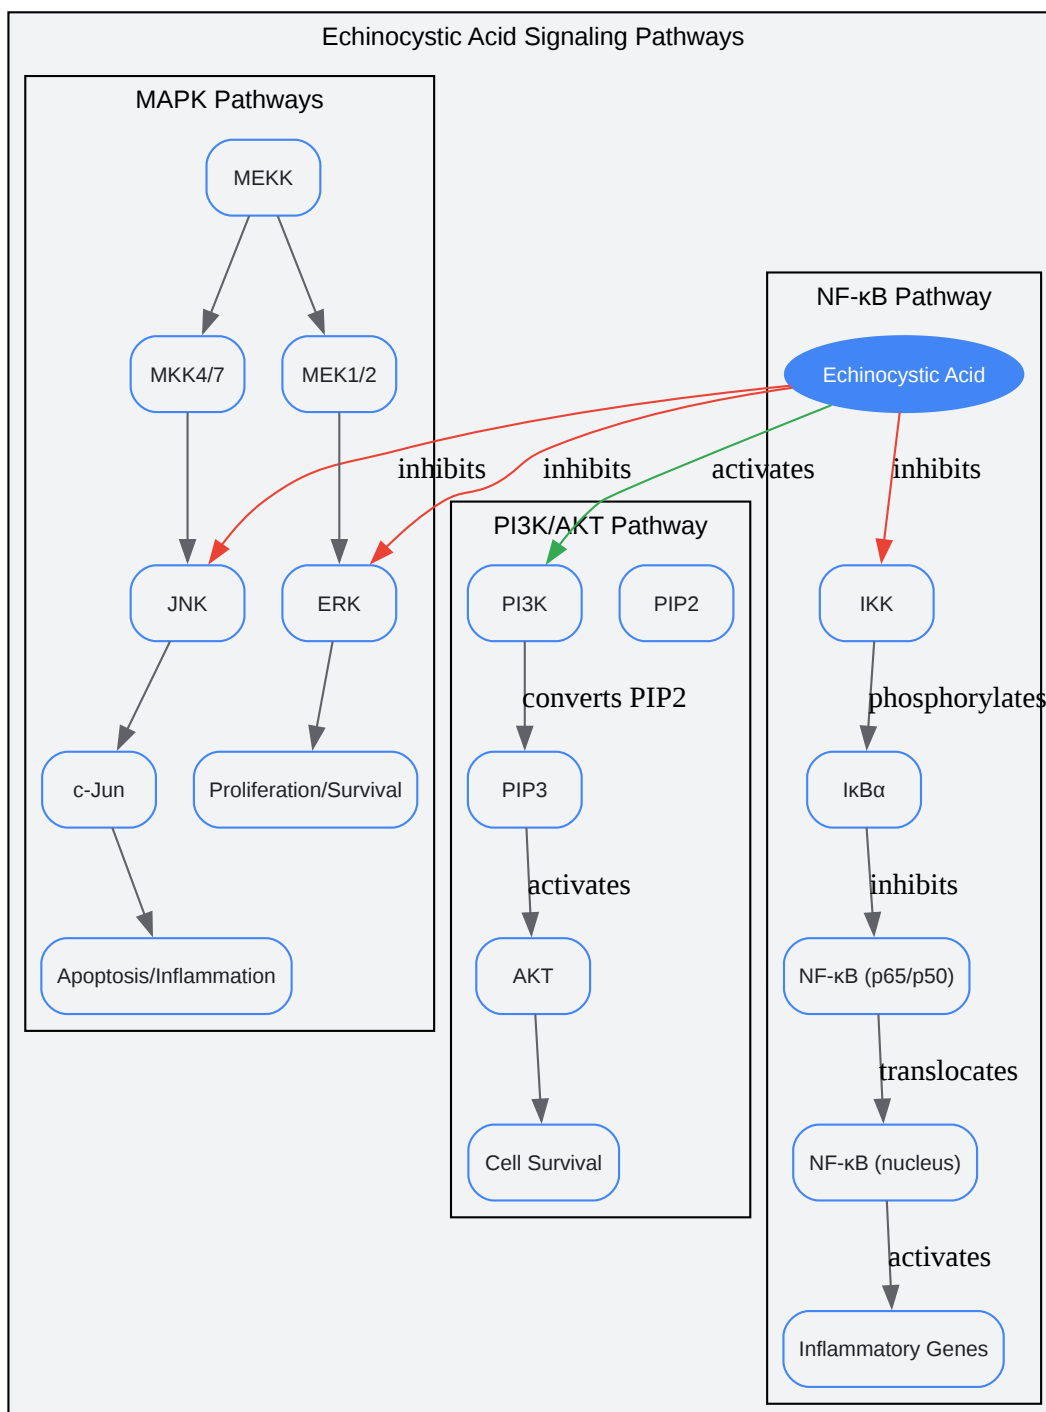 Echinocystic Acid Signaling Pathways
MAPK Pathways
MEKK
NF-κB Pathway
MKK4/7
MEK1/2
Echinocystic Acid
inhibits
inhibits
activates
inhibits
PI3K/AKT Pathway
JNK
ERK
PI3K
PIP2
IKK
converts PIP2
phosphorylates
c-Jun
Proliferation/Survival
PIP3
IκBα
activates
inhibits
Apoptosis/Inflammation
AKT
NF-κB (p65/p50)
translocates
Cell Survival
NF-κB (nucleus)
activates
Inflammatory Genes